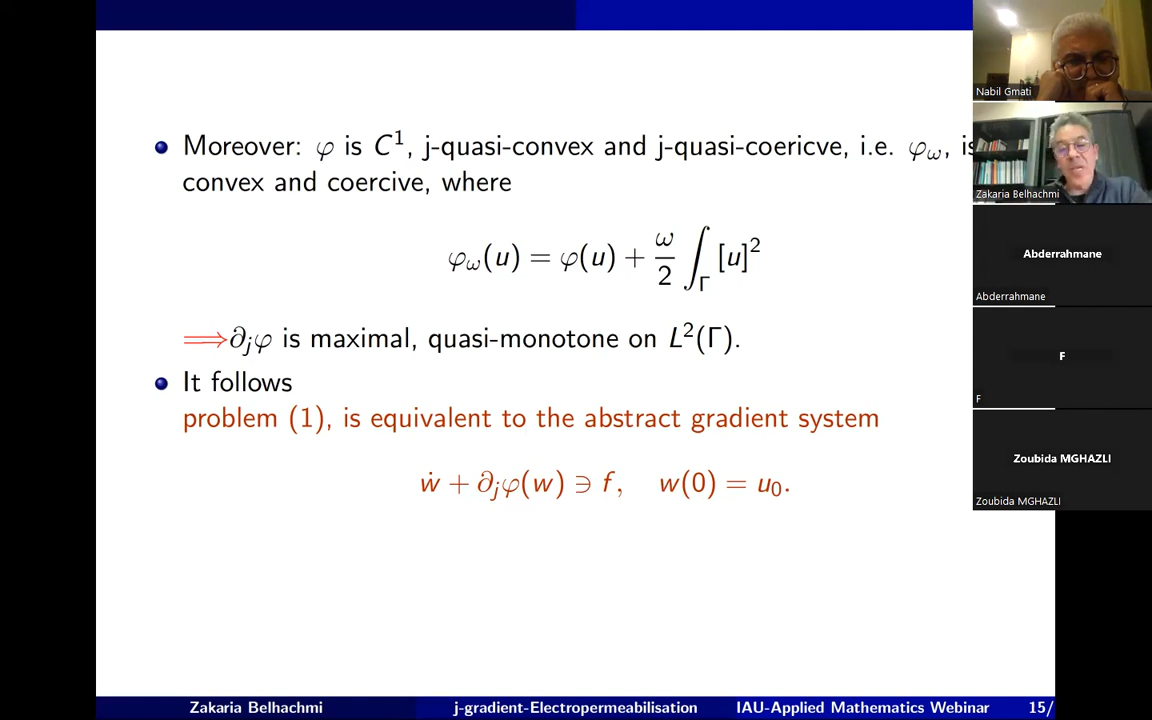 Moreover: φ is C¹, j-quasi-convex and j-quasi-coericve, i.e. φ_ω, is
convex and coercive, where
φ_ω(u) = φ(u) + ω/2 ∫_Γ [u]²
⟹ ∂_jφ is maximal, quasi-monotone on L²(Γ).
It follows
problem (1), is equivalent to the abstract gradient system
ẇ + ∂_jφ(w) ∋ f, w(0) = u₀.
Zakaria Belhachmi j-gradient-Electropermeabilisation IAU-Applied Mathematics Webinar 15/
Nabil Gmati
Zakaria Belhachmi
Abderrahmane
Abderrahmane
F
F
Zoubida MGHAZLI
Zoubida MGHAZLI